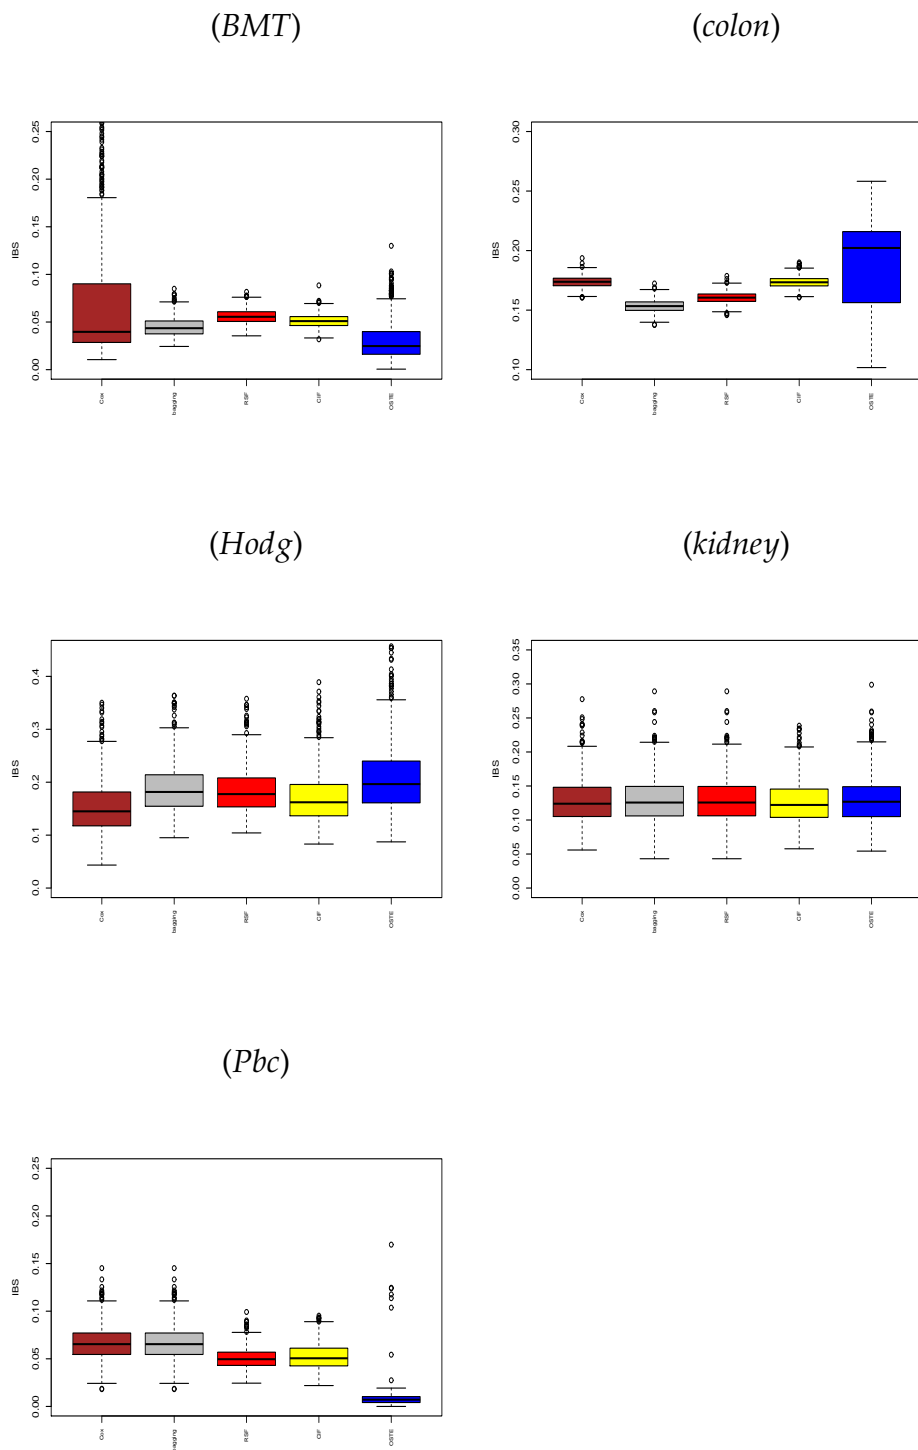 (BMT)
(colon)
IBS
0.00 0.05 0.10 0.15 0.20 0.25
Cox bagging RSF CIF OSTE
IBS
0.10 0.15 0.20 0.25 0.30
Cox bagging RSF CIF OSTE
(Hodg)
(kidney)
IBS
0.0 0.1 0.2 0.3 0.4
Cox bagging RSF CIF OSTE
IBS
0.00 0.05 0.10 0.15 0.20 0.25 0.30 0.35
Cox bagging RSF CIF OSTE
(Pbc)
IBS
0.00 0.05 0.10 0.15 0.20 0.25
Cox bagging RSF CIF OSTE